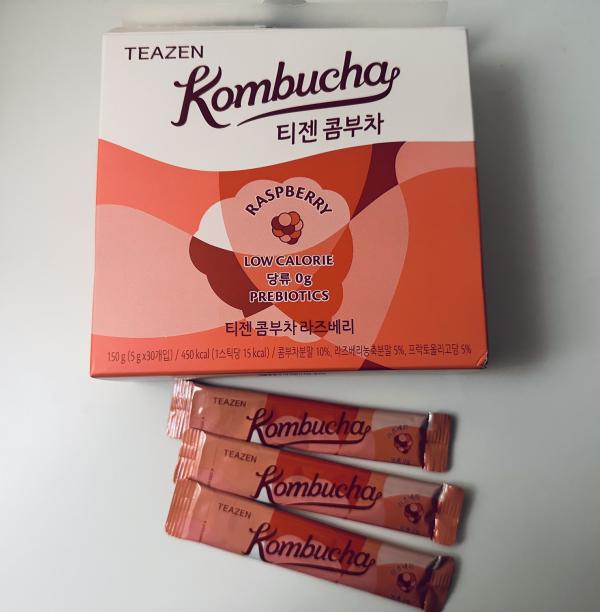 TEAZEN
Kombucha
티젠 콤부차
RASPBERRY
LOW CALORIE
당류 0g
PREBIOTICS
티젠 콤부차 라즈베리
150 g (5 g x30개입) / 450 kcal (1스틱당 15 kcal) / 콤부차분말 10%, 라즈베리농축분말 5%, 프락토올리고당 5%
TEAZEN
Kombucha
TEAZEN
Kombucha
TEAZEN
Kombucha